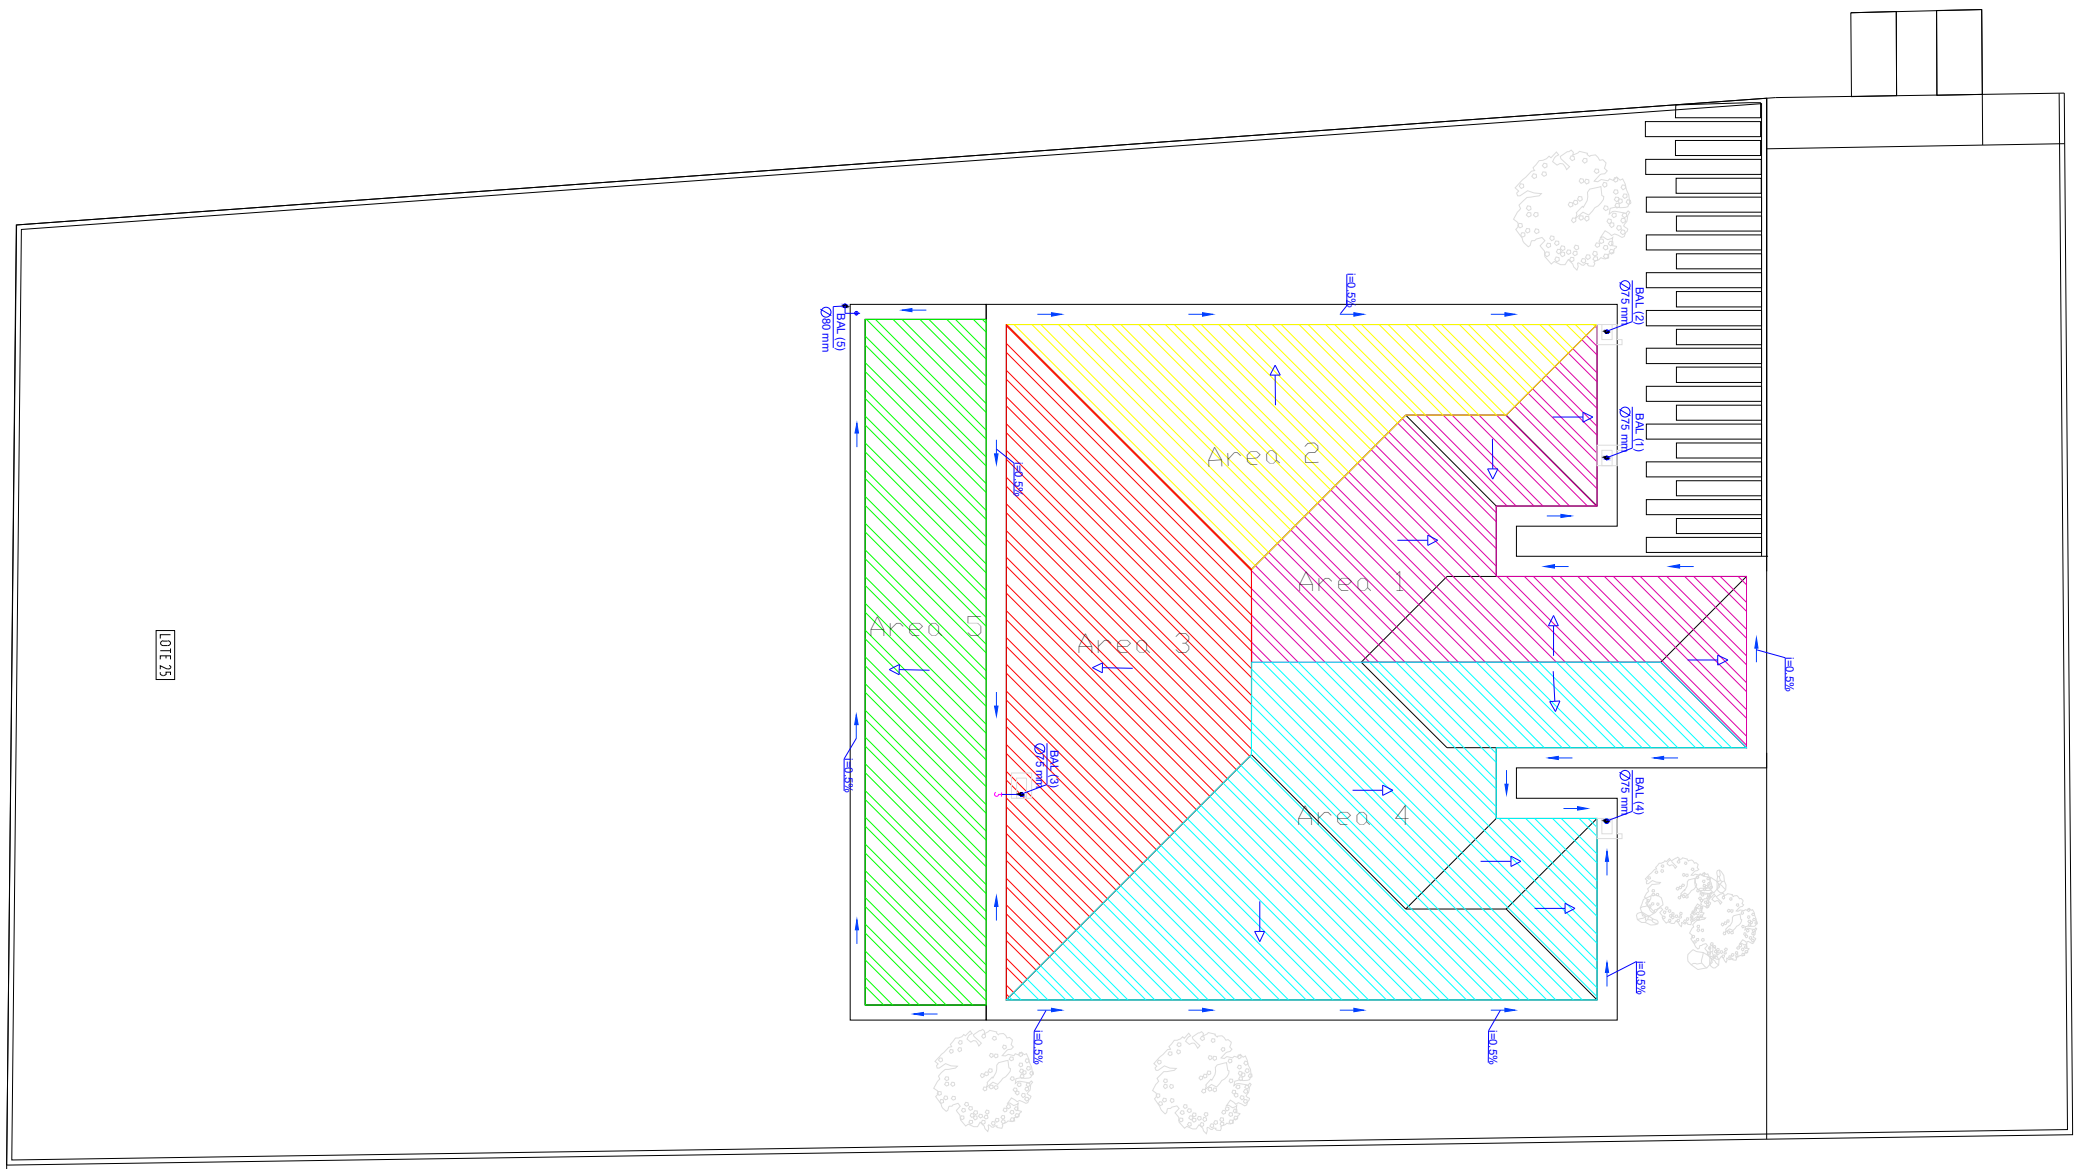 i=0.5%
BAL (2)
Ø75 mm
BAL (5)
Ø80 mm
BAL (1)
Ø75 mm
Area 2
i=0.5%
Area 1
Area 5
Area 3
LOTE 25
i=0.5%
BAL (3)
Ø75 mm
i=0.5%
BAL (4)
Ø75 mm
Area 4
i=0.5%
i=0.5%
i=0.5%